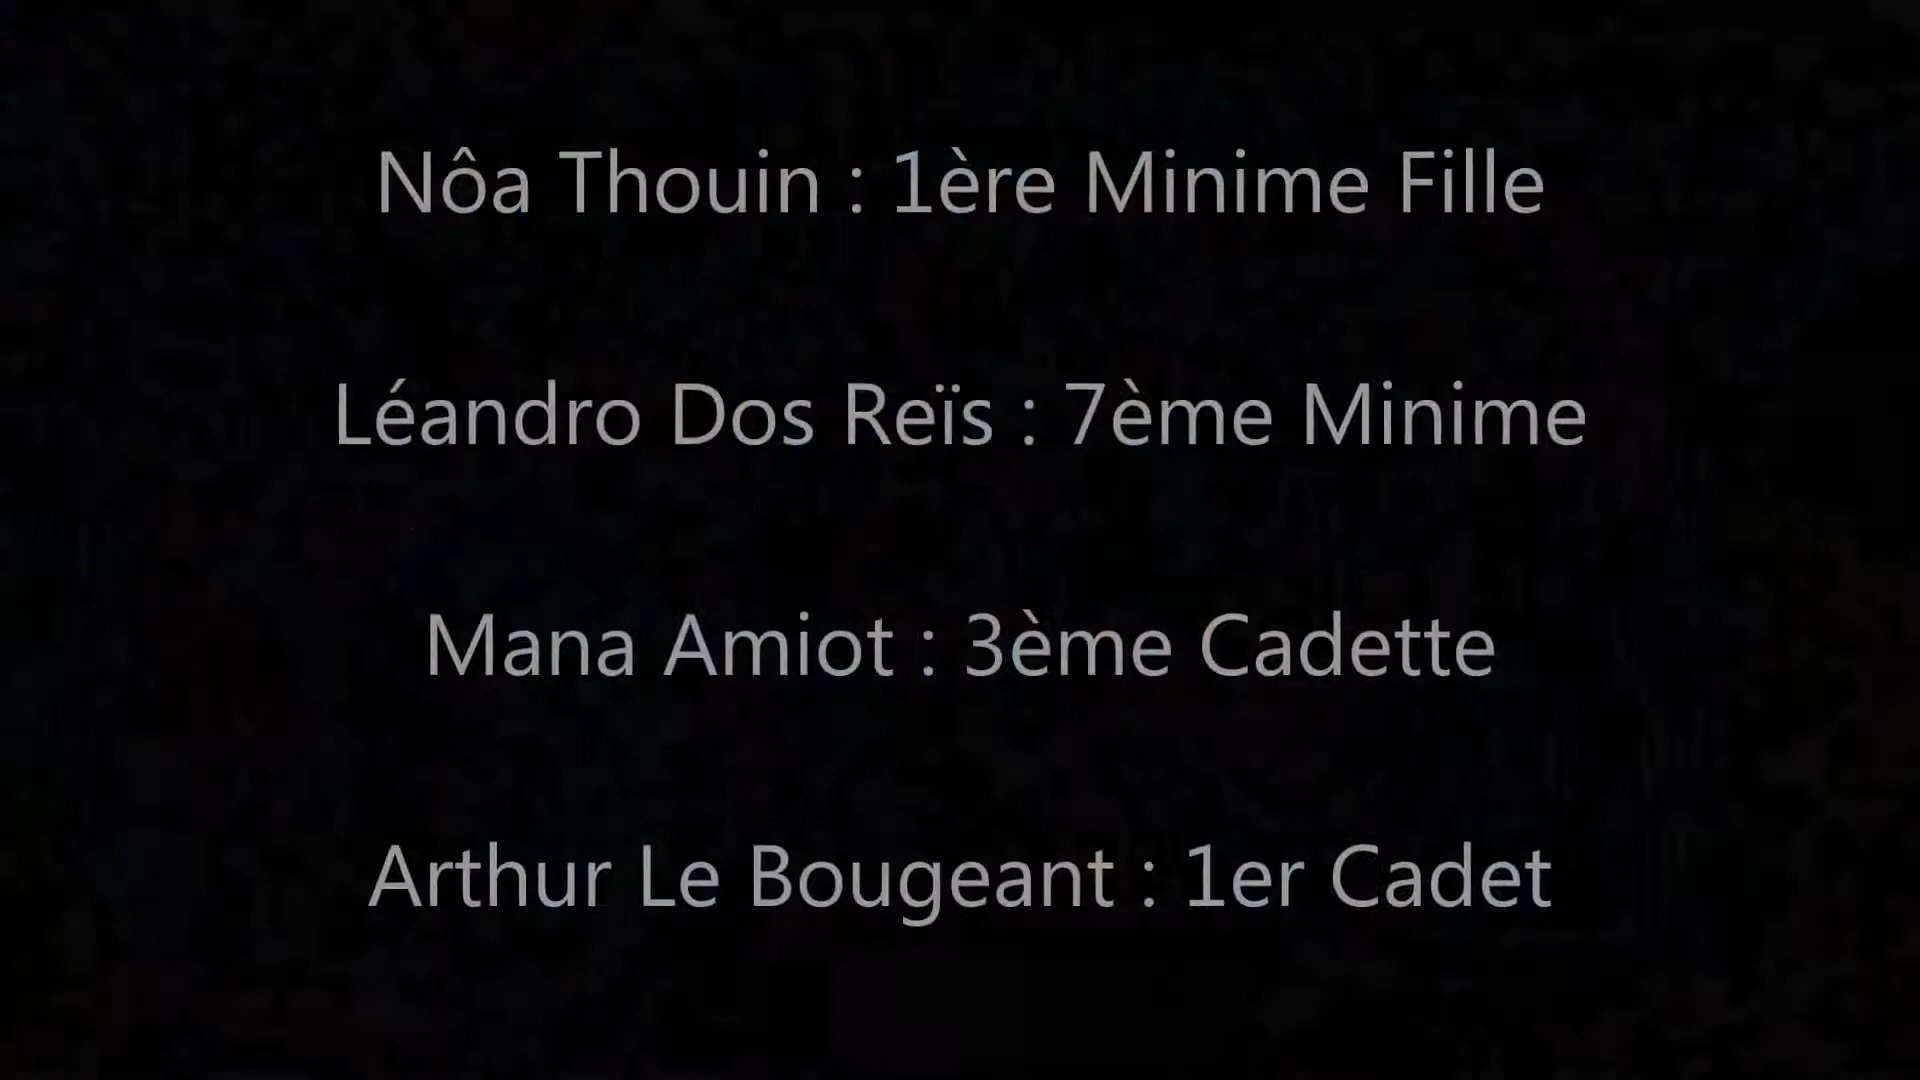 Nôa Thouin : 1ère Minime Fille
Léandro Dos Reïs : 7ème Minime
Mana Amiot : 3ème Cadette
Arthur Le Bougeant : 1er Cadet